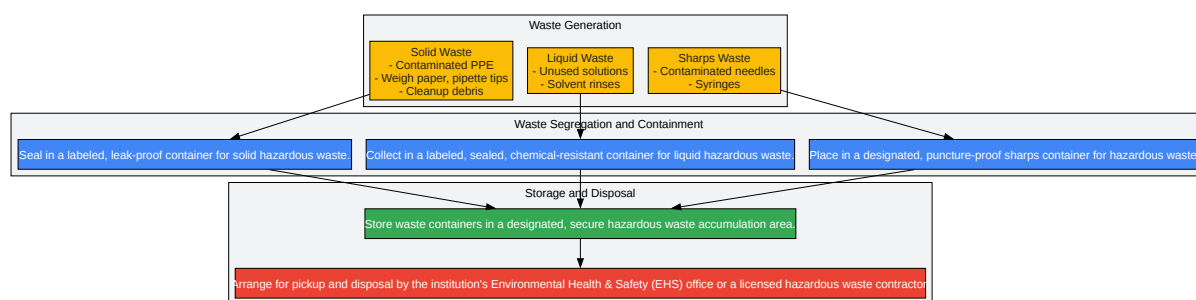 Waste Generation
Solid Waste
- Contaminated PPE
- Weigh paper, pipette tips
- Cleanup debris
Liquid Waste
- Unused solutions
- Solvent rinses
Sharps Waste
- Contaminated needles
- Syringes
Waste Segregation and Containment
Seal in a labeled, leak-proof container for solid hazardous waste.
Collect in a labeled, sealed, chemical-resistant container for liquid hazardous waste.
Place in a designated, puncture-proof sharps container for hazardous waste
Storage and Disposal
Store waste containers in a designated, secure hazardous waste accumulation area.
Arrange for pickup and disposal by the institution's Environmental Health & Safety (EHS) office or a licensed hazardous waste contractor.